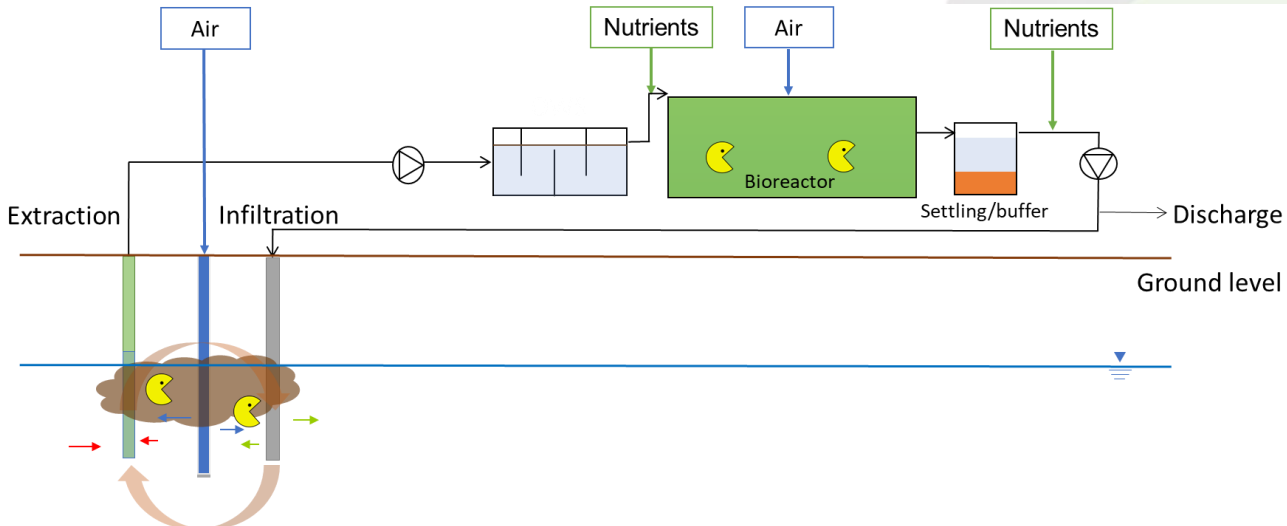 Air
Nutrients
Air
Nutrients
Bioreactor
Settling/buffer
Extraction
Infiltration
Discharge
Ground level